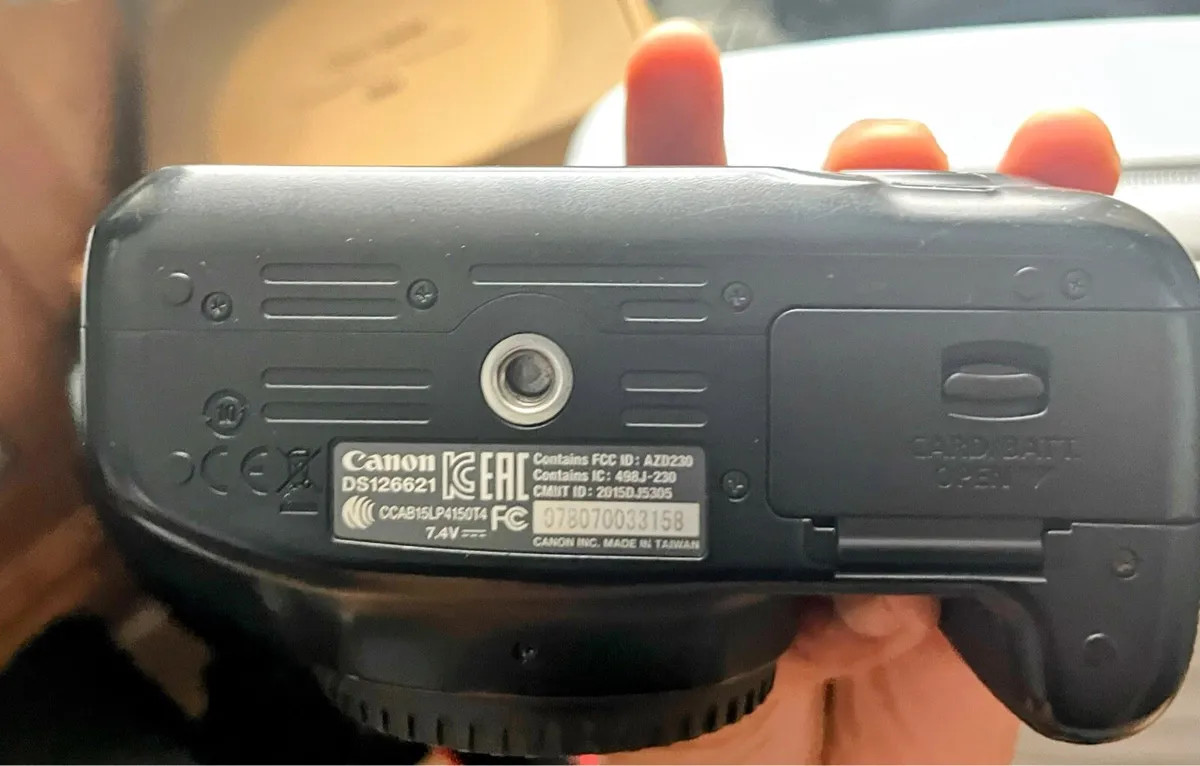 Canon
DS126621
CCAB15LP4150T4
7.4V
Contains FCC ID : AZD230
Contains IC : 498J-230
CMIIT ID : 2015DJ5305
078070033158
CANON INC. MADE IN TAIWAN
10
CARD/BATT.
OPEN